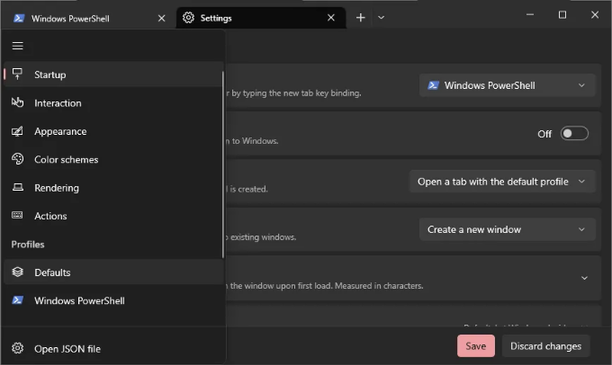 Windows PowerShell
Settings
Startup
r by typing the new tab key binding.
Windows PowerShell
Interaction
Appearance
n to Windows.
Off
Color schemes
Rendering
l is created.
Open a tab with the default profile
Actions
Create a new window
o existing windows.
Profiles
Defaults
n the window upon first load. Measured in characters.
Windows PowerShell
Open JSON file
Save
Discard changes